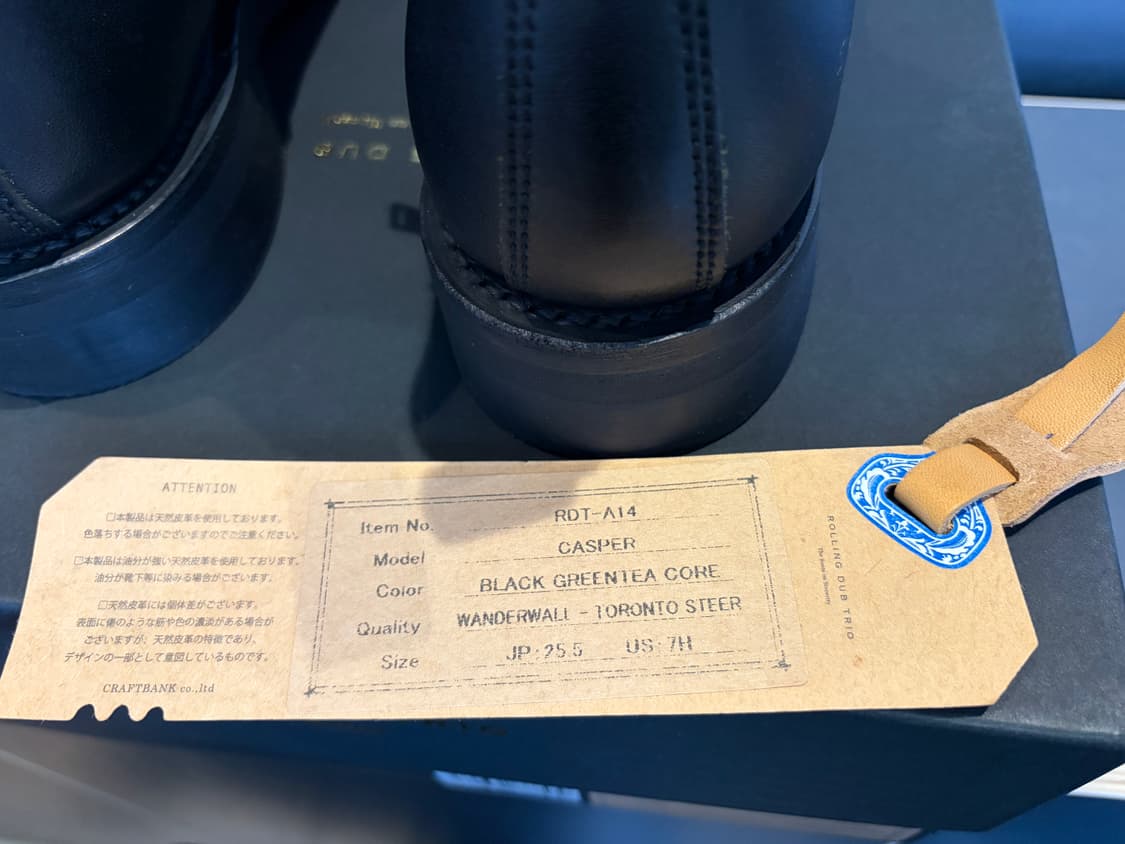 DUB
ATTENTION
□本製品は天然皮革を使用しております。
色落ちする場合がございますのでご注意ください。
□本製品は油分が強い天然皮革を使用しております。
油分が靴下等に染みる場合がございます。
□天然皮革には個体差がございます。
表面に傷のような筋や色の濃淡がある場合が
ございますが、天然皮革の特徴であり、
デザインの一部として意図しているものです。
CRAFTBANK co.,ltd
Item No. RDT-A14
Model CASPER
Color BLACK GREENTEA CORE
Quality WANDERWALL - TORONTO STEER
Size JP:25.5 US:7H
ROLLING DUB TRIO